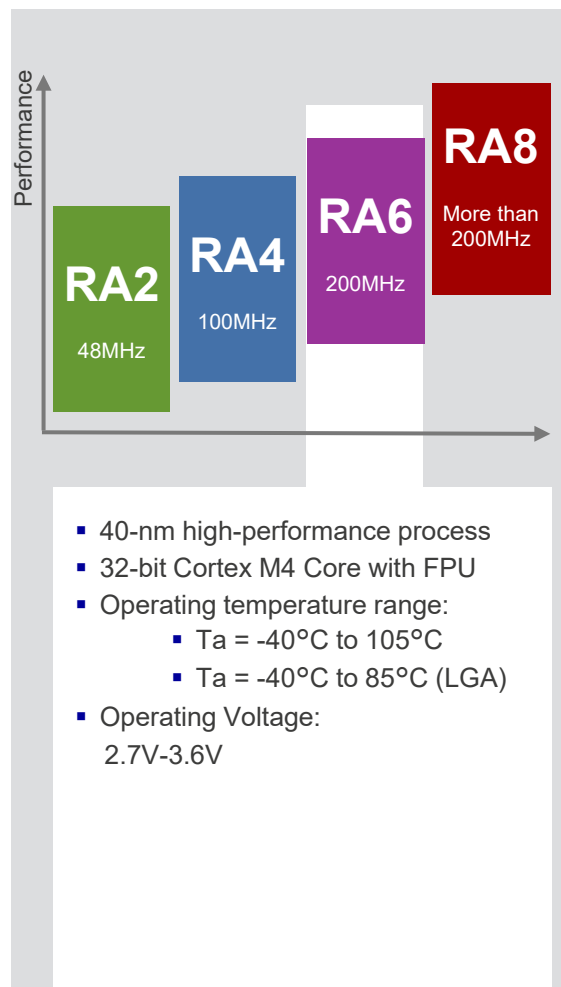 Performance
RA2
48MHz
RA4
100MHz
RA6
200MHz
RA8
More than
200MHz
▪ 40-nm high-performance process
▪ 32-bit Cortex M4 Core with FPU
▪ Operating temperature range:
▪ Ta = -40°C to 105°C
▪ Ta = -40°C to 85°C (LGA)
▪ Operating Voltage:
2.7V-3.6V